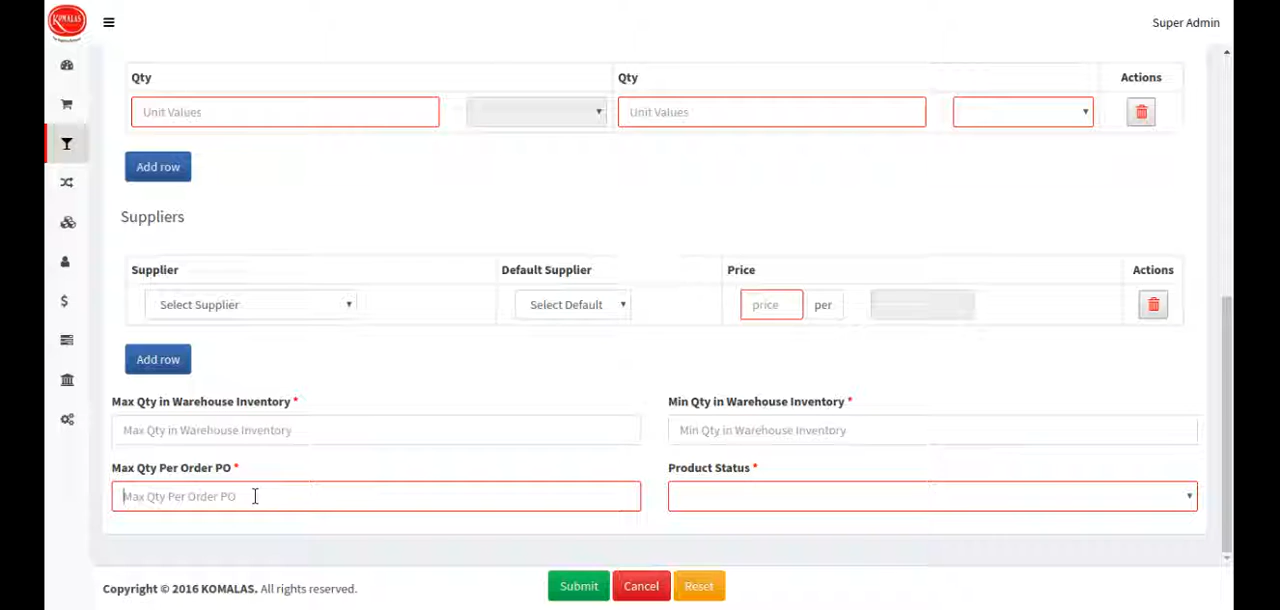 KOMALAS
Super Admin
Qty Qty Actions
Unit Values Unit Values
Add row
Suppliers
Supplier Default Supplier Price Actions
Select Supplier Select Default price per
Add row
Max Qty in Warehouse Inventory * Min Qty in Warehouse Inventory *
Max Qty in Warehouse Inventory Min Qty in Warehouse Inventory
Max Qty Per Order PO * Product Status *
Max Qty Per Order PO
Copyright © 2016 KOMALAS. All rights reserved. Submit Cancel Reset